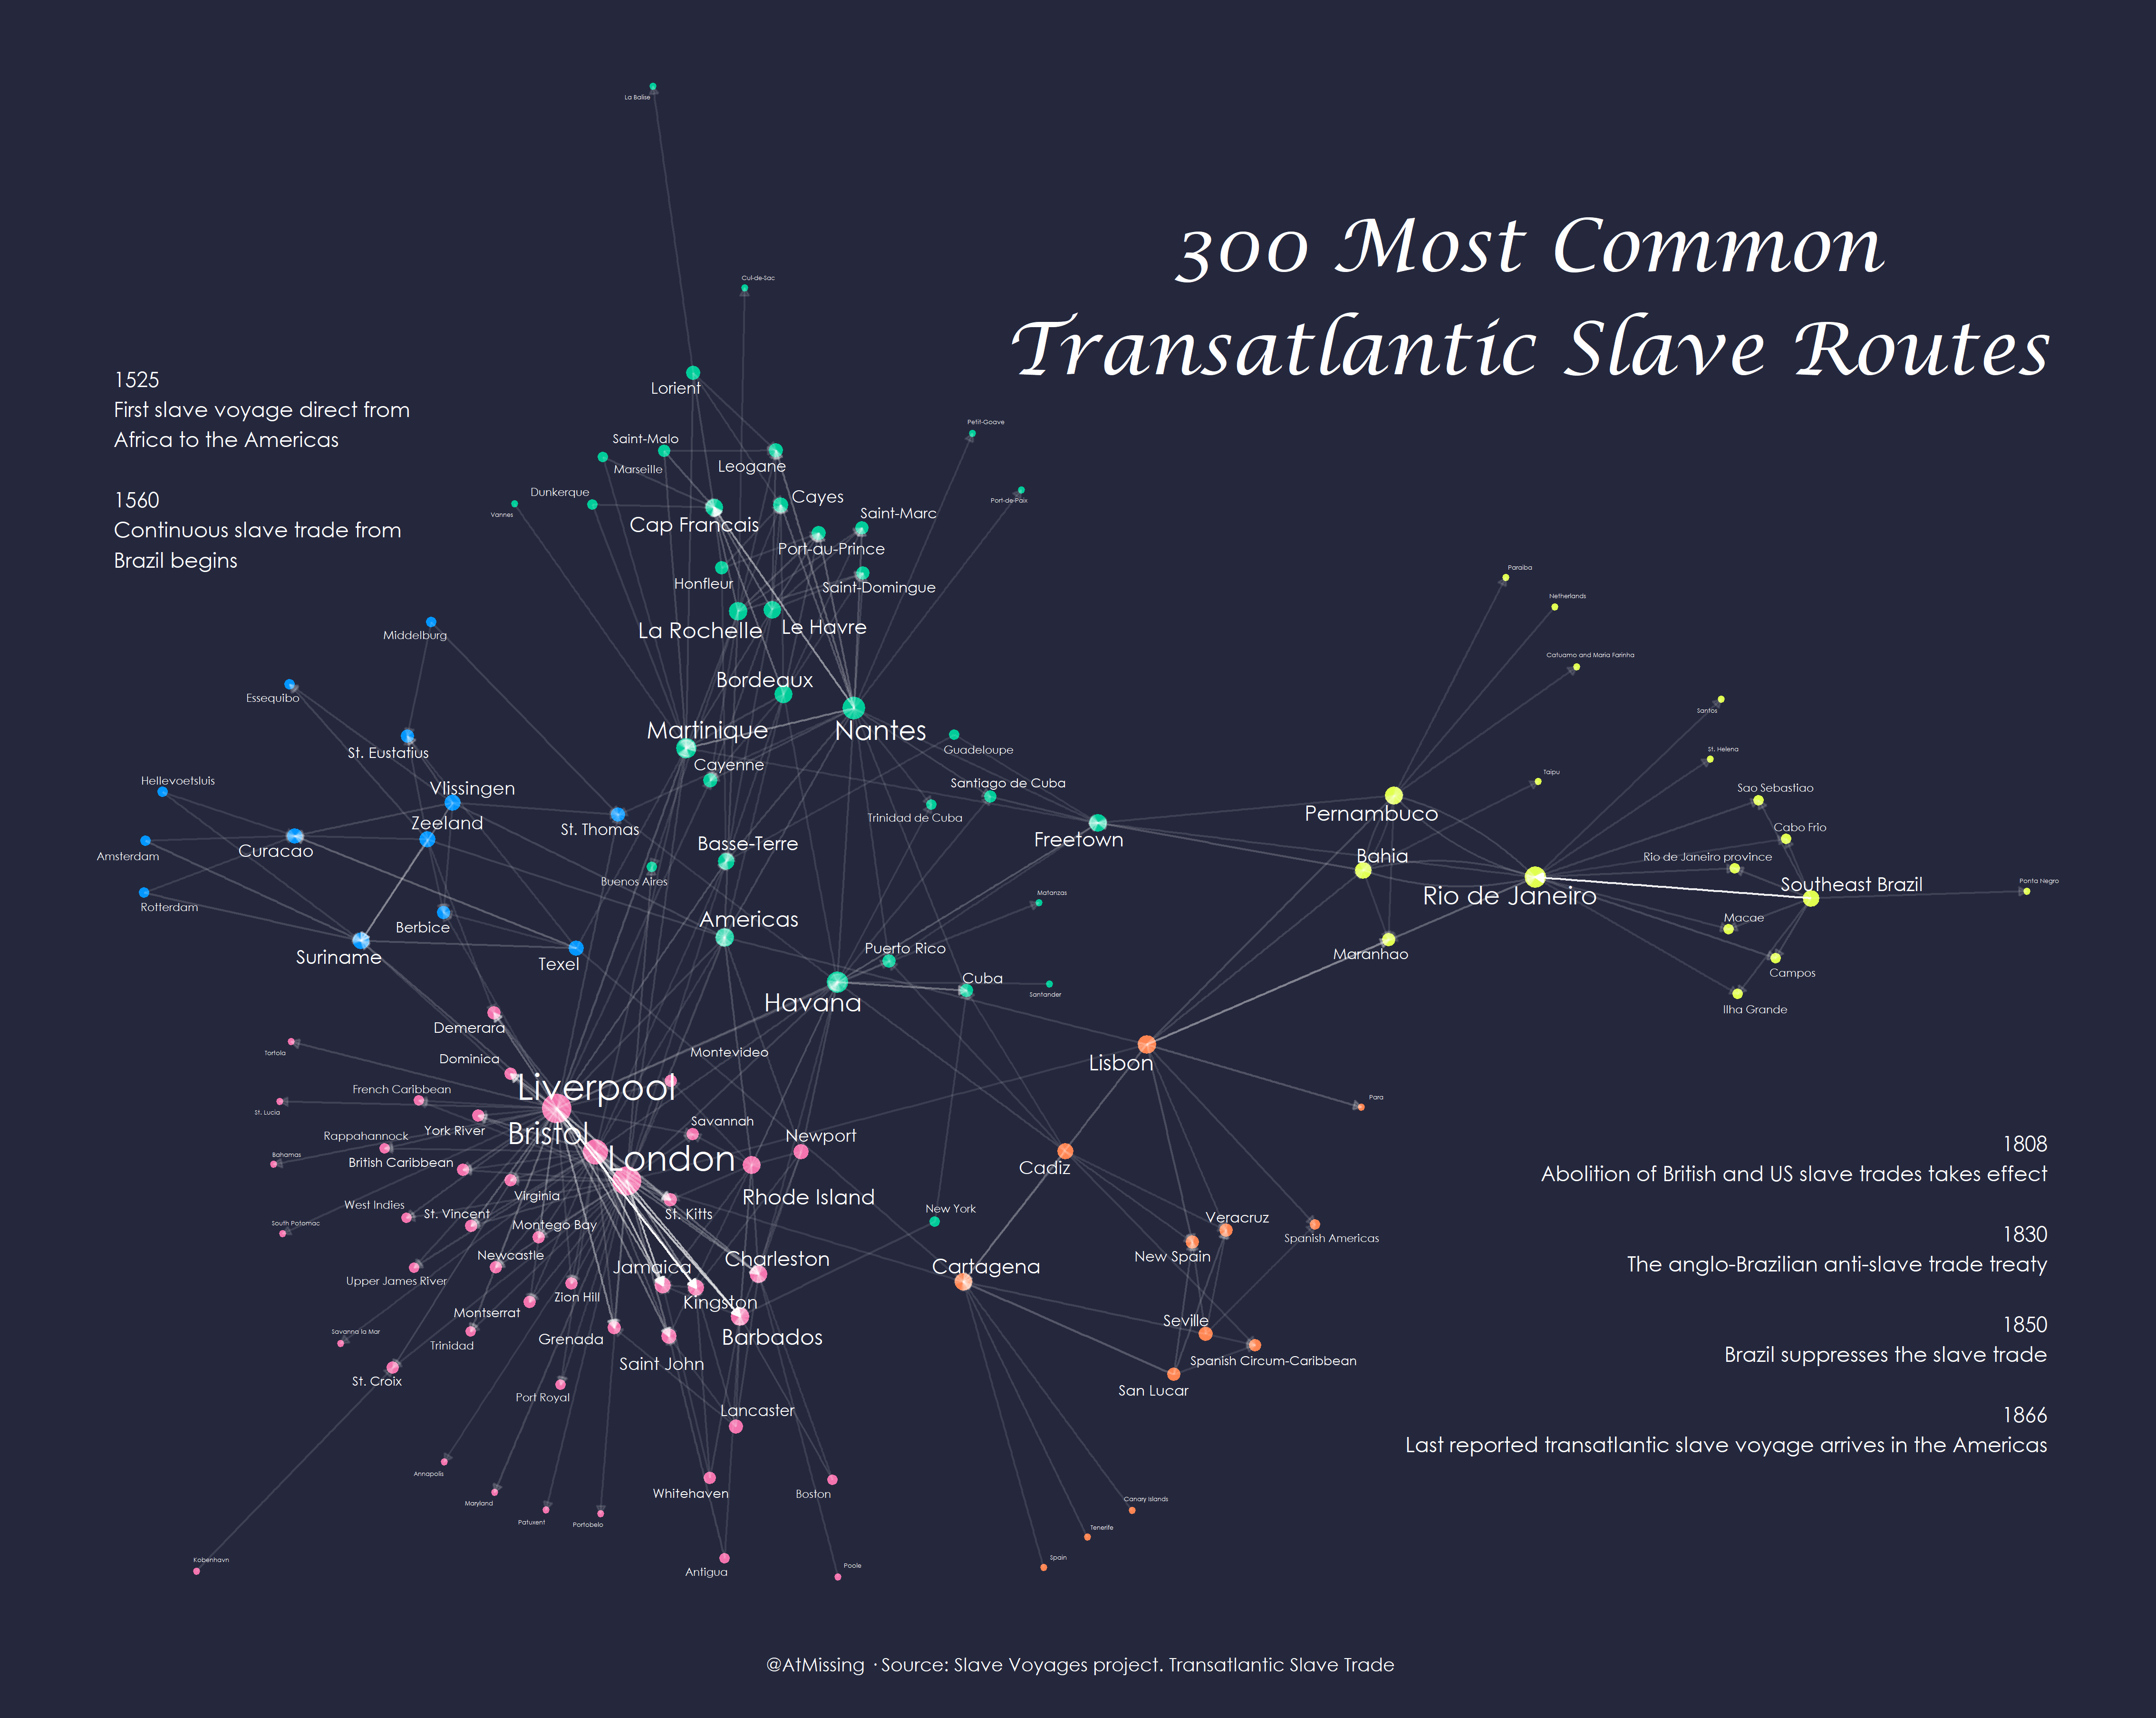 300 Most Common
Transatlantic Slave Routes
1525
First slave voyage direct from
Africa to the Americas
1560
Continuous slave trade from
Brazil begins
La Balise
Cul-de-Sac
Lorient
Petit-Goave
Saint-Malo
Leogane
Marseille
Dunkerque
Cayes
Port-de-Paix
Vannes
Cap Francais
Saint-Marc
Port-au-Prince
Honfleur
Saint-Domingue
La Rochelle
Le Havre
Bordeaux
Martinique
Nantes
Cayenne
Guadeloupe
Santiago de Cuba
Trinidad de Cuba
Freetown
Basse-Terre
Buenos Aires
Matanzas
Americas
Puerto Rico
Cuba
Santander
Havana
New York
Middelburg
Essequibo
St. Eustatius
Hellevoetsluis
Vlissingen
Zeeland
St. Thomas
Curacao
Amsterdam
Rotterdam
Berbice
Suriname
Texel
Paraiba
Netherlands
Catuamo and Maria Farinha
Santos
St. Helena
Taipu
Sao Sebastiao
Pernambuco
Cabo Frio
Bahia
Rio de Janeiro province
Southeast Brazil
Ponta Negro
Rio de Janeiro
Macae
Maranhao
Campos
Ilha Grande
Demerara
Tortola
Dominica
Montevideo
French Caribbean
Liverpool
St. Lucia
York River
Bristol
Savannah
Rappahannock
Newport
Bahamas
British Caribbean
London
Virginia
Rhode Island
West Indies
St. Vincent
St. Kitts
South Potomac
Montego Bay
Newcastle
Charleston
Upper James River
Jamaica
Zion Hill
Kingston
Montserrat
Savanna la Mar
Trinidad
Grenada
Barbados
Saint John
St. Croix
Port Royal
Lancaster
Annapolis
Maryland
Whitehaven
Boston
Patuxent
Portobelo
Kobenhavn
Antigua
Poole
Lisbon
Para
Cadiz
Veracruz
New Spain
Spanish Americas
Cartagena
Seville
Spanish Circum-Caribbean
San Lucar
Canary Islands
Tenerife
Spain
1808
Abolition of British and US slave trades takes effect
1830
The anglo-Brazilian anti-slave trade treaty
1850
Brazil suppresses the slave trade
1866
Last reported transatlantic slave voyage arrives in the Americas
@AtMissing · Source: Slave Voyages project. Transatlantic Slave Trade